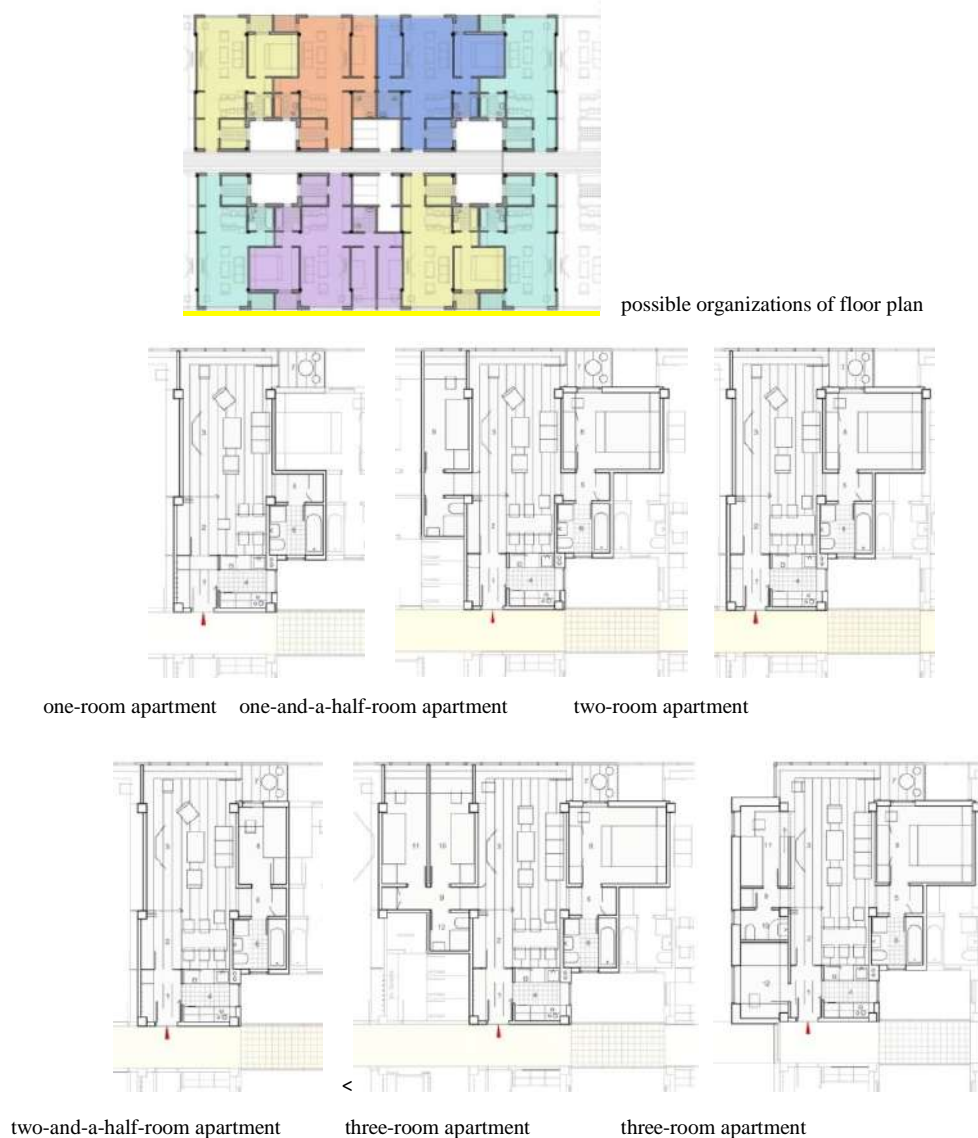 possible organizations of floor plan
one-room apartment one-and-a-half-room apartment two-room apartment
<
two-and-a-half-room apartment three-room apartment three-room apartment